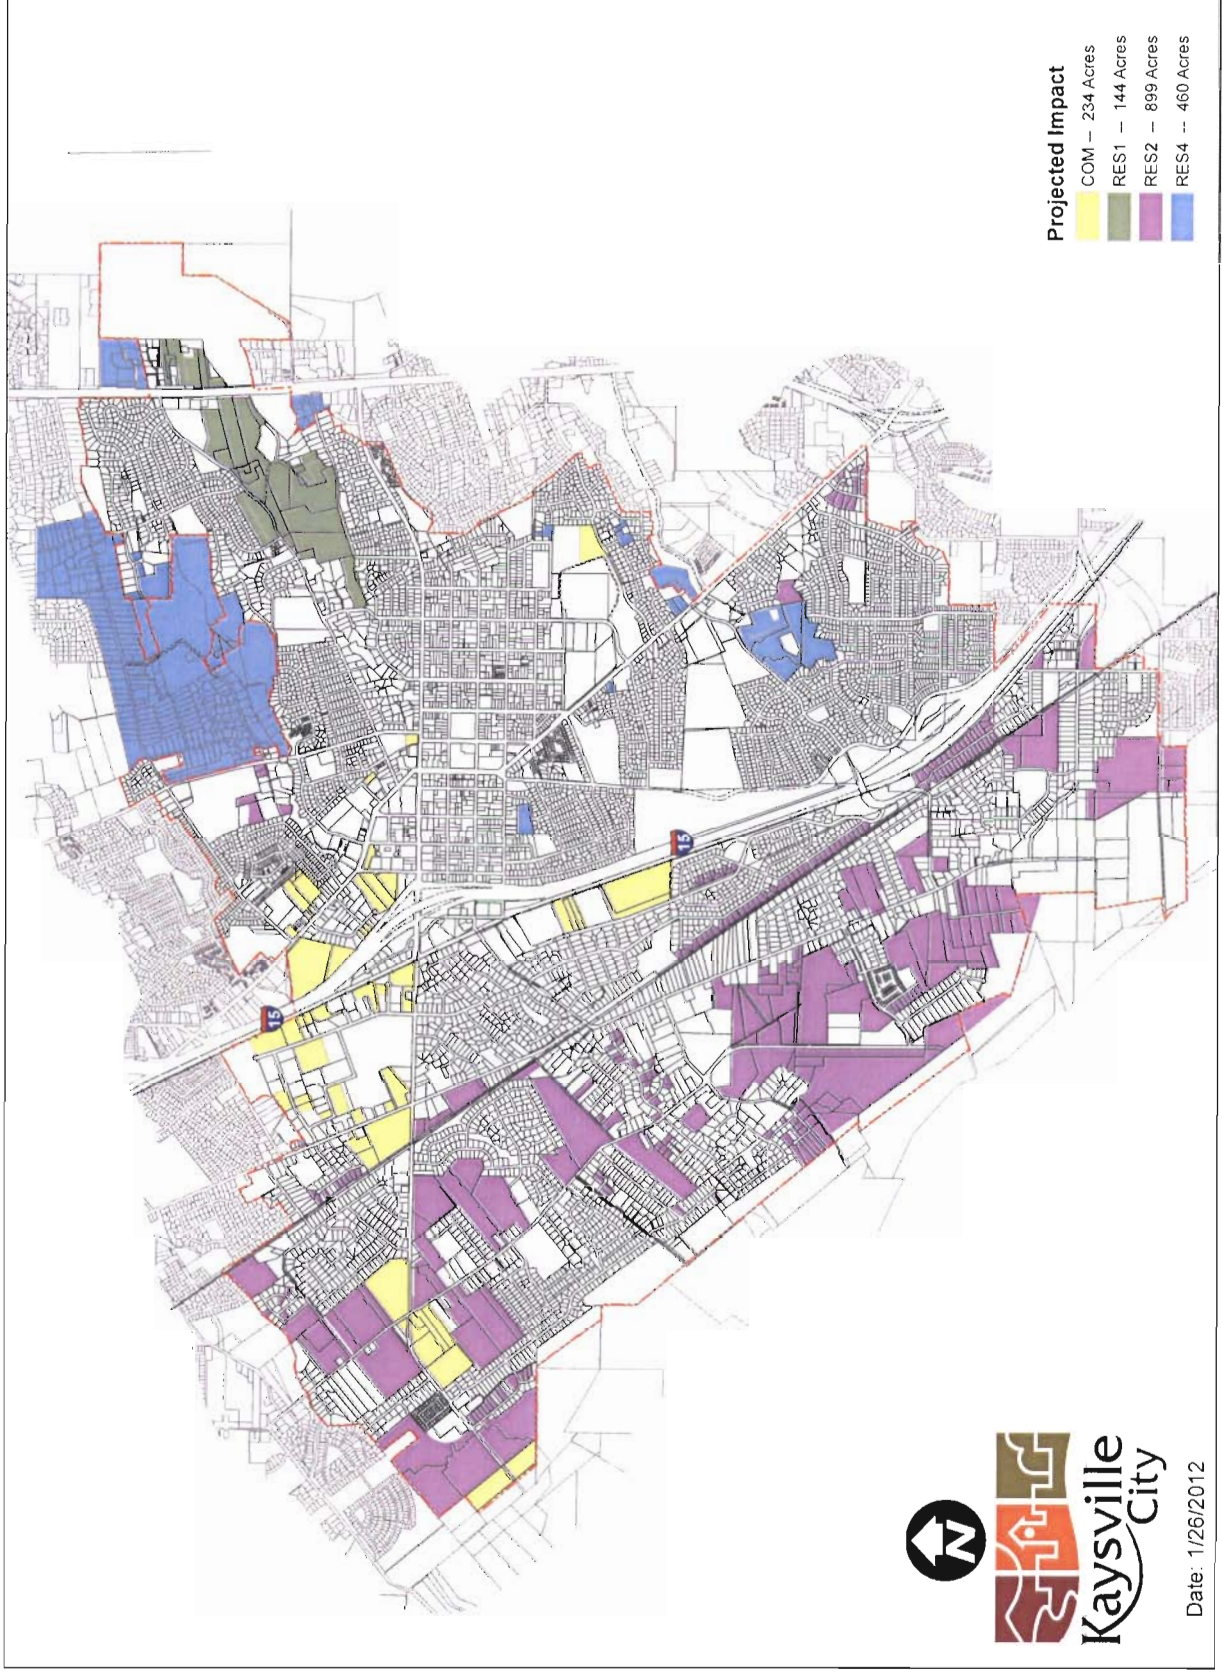 Projected Impact
COM – 234 Acres
RES1 – 144 Acres
RES2 – 899 Acres
RES4 -- 460 Acres
15
15
N
Kaysville
City
Date: 1/26/2012